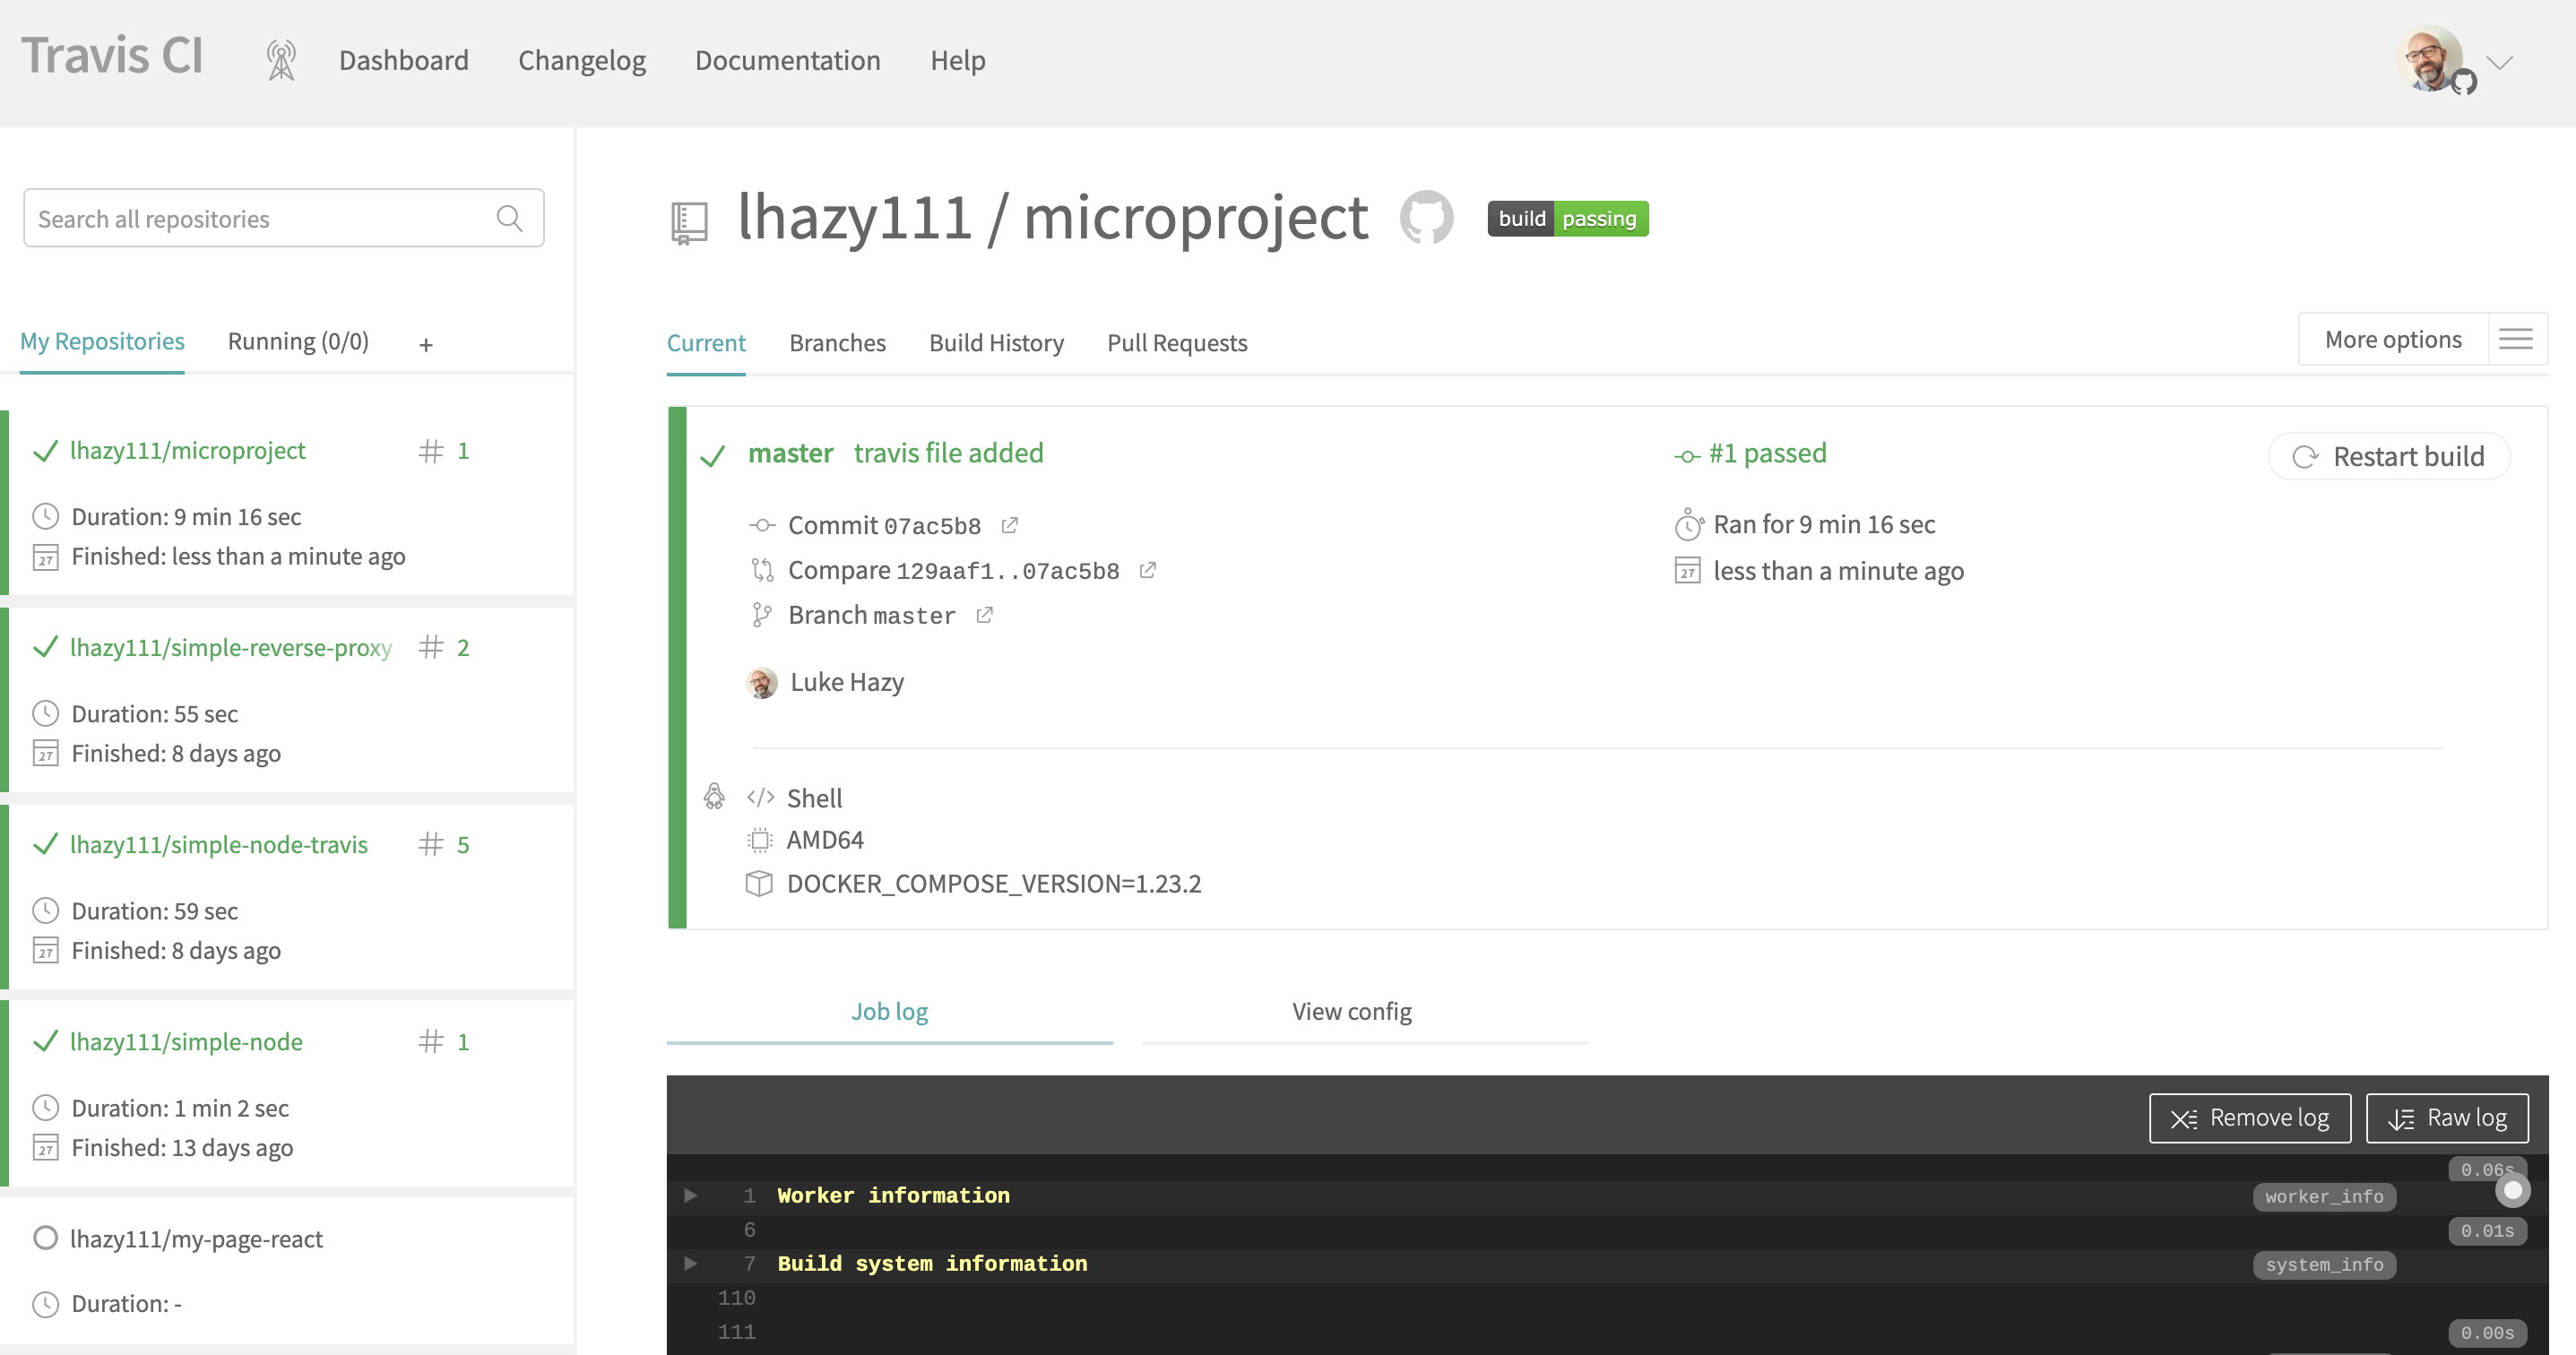 Travis CI Dashboard Changelog Documentation Help
Search all repositories
My Repositories Running (0/0) +
lhazy111/microproject # 1
Duration: 9 min 16 sec
27 Finished: less than a minute ago
lhazy111/simple-reverse-proxy # 2
Duration: 55 sec
27 Finished: 8 days ago
lhazy111/simple-node-travis # 5
Duration: 59 sec
27 Finished: 8 days ago
lhazy111/simple-node # 1
Duration: 1 min 2 sec
27 Finished: 13 days ago
lhazy111/my-page-react
Duration: -
lhazy111 / microproject build passing
Current Branches Build History Pull Requests More options
master travis file added
Commit 07ac5b8
Compare 129aaf1..07ac5b8
Branch master
Luke Hazy
#1 passed
Ran for 9 min 16 sec
27 less than a minute ago
Restart build
</> Shell
AMD64
DOCKER_COMPOSE_VERSION=1.23.2
Job log View config
Remove log Raw log
0.06s
1 Worker information worker_info
6 0.01s
7 Build system information system_info
110
111 0.00s